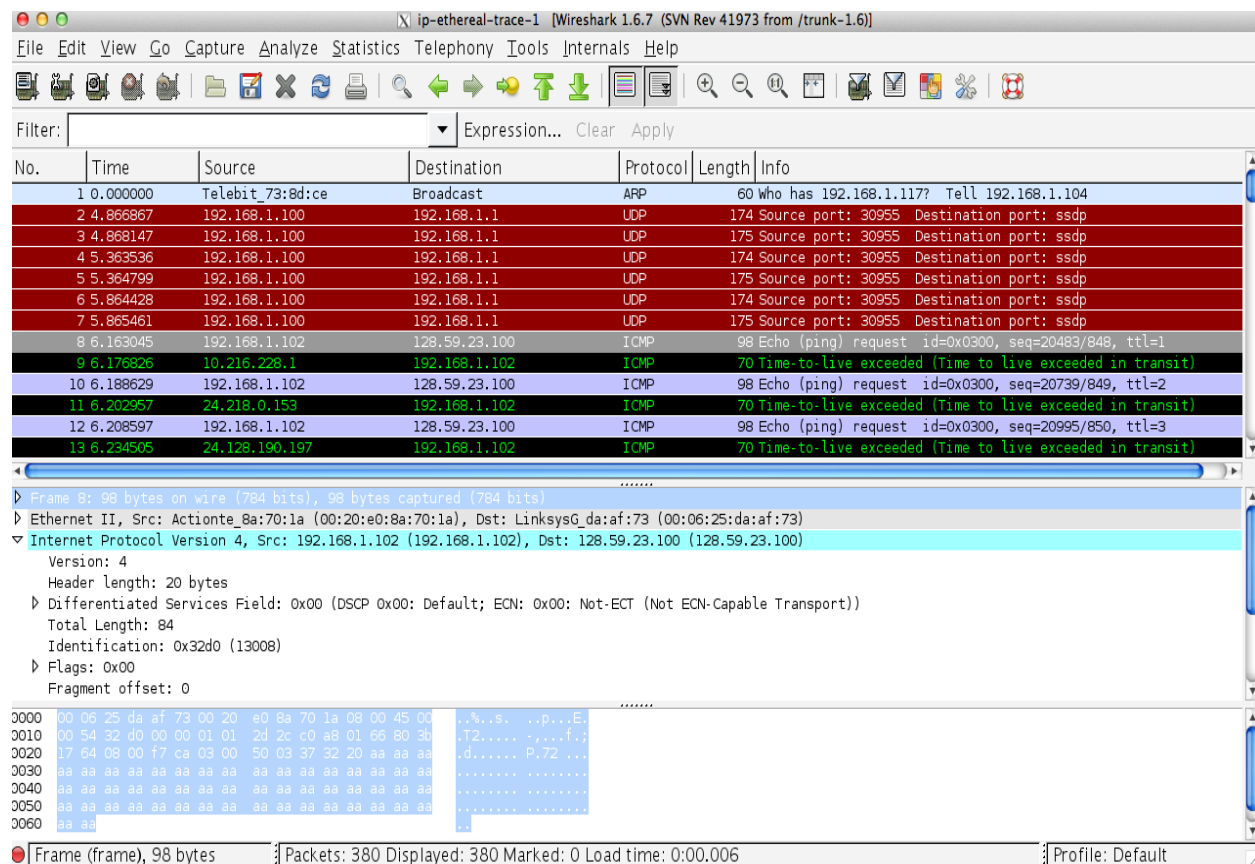 ip-ethereal-trace-1 [Wireshark 1.6.7 (SVN Rev 41973 from /trunk-1.6)]
File Edit View Go Capture Analyze Statistics Telephony Tools Internals Help
Filter: Expression... Clear Apply
No. Time Source Destination Protocol Length Info
1 0.000000 Telebit_73:8d:ce Broadcast ARP 60 Who has 192.168.1.117? Tell 192.168.1.104
2 4.866867 192.168.1.100 192.168.1.1 UDP 174 Source port: 30955 Destination port: ssdp
3 4.868147 192.168.1.100 192.168.1.1 UDP 175 Source port: 30955 Destination port: ssdp
4 5.363536 192.168.1.100 192.168.1.1 UDP 174 Source port: 30955 Destination port: ssdp
5 5.364799 192.168.1.100 192.168.1.1 UDP 175 Source port: 30955 Destination port: ssdp
6 5.864428 192.168.1.100 192.168.1.1 UDP 174 Source port: 30955 Destination port: ssdp
7 5.865461 192.168.1.100 192.168.1.1 UDP 175 Source port: 30955 Destination port: ssdp
8 6.163045 192.168.1.102 128.59.23.100 ICMP 98 Echo (ping) request id=0x0300, seq=20483/848, ttl=1
9 6.176826 10.216.228.1 192.168.1.102 ICMP 70 Time-to-live exceeded (Time to live exceeded in transit)
10 6.188629 192.168.1.102 128.59.23.100 ICMP 98 Echo (ping) request id=0x0300, seq=20739/849, ttl=2
11 6.202957 24.218.0.153 192.168.1.102 ICMP 70 Time-to-live exceeded (Time to live exceeded in transit)
12 6.208597 192.168.1.102 128.59.23.100 ICMP 98 Echo (ping) request id=0x0300, seq=20995/850, ttl=3
13 6.234505 24.128.190.197 192.168.1.102 ICMP 70 Time-to-live exceeded (Time to live exceeded in transit)
Frame 8: 98 bytes on wire (784 bits), 98 bytes captured (784 bits)
Ethernet II, Src: Actionte_8a:70:1a (00:20:e0:8a:70:1a), Dst: LinksysG_da:af:73 (00:06:25:da:af:73)
Internet Protocol Version 4, Src: 192.168.1.102 (192.168.1.102), Dst: 128.59.23.100 (128.59.23.100)
Version: 4
Header length: 20 bytes
Differentiated Services Field: 0x00 (DSCP 0x00: Default; ECN: 0x00: Not-ECT (Not ECN-Capable Transport))
Total Length: 84
Identification: 0x32d0 (13008)
Flags: 0x00
Fragment offset: 0
0000 00 06 25 da af 73 00 20 e0 8a 70 1a 08 00 45 00 ..%..s. ..p...E.
0010 00 54 32 d0 00 00 01 01 2d 2c c0 a8 01 66 80 3b .T2..... -,...f.;
0020 17 64 08 00 f7 ca 03 00 50 03 37 32 20 aa aa aa .d...... P.72 ...
0030 aa aa aa aa aa aa aa aa aa aa aa aa aa aa aa aa ........ ........
0040 aa aa aa aa aa aa aa aa aa aa aa aa aa aa aa aa ........ ........
0050 aa aa aa aa aa aa aa aa aa aa aa aa aa aa aa aa ........ ........
0060 aa aa ..
Frame (frame), 98 bytes Packets: 380 Displayed: 380 Marked: 0 Load time: 0:00.006 Profile: Default